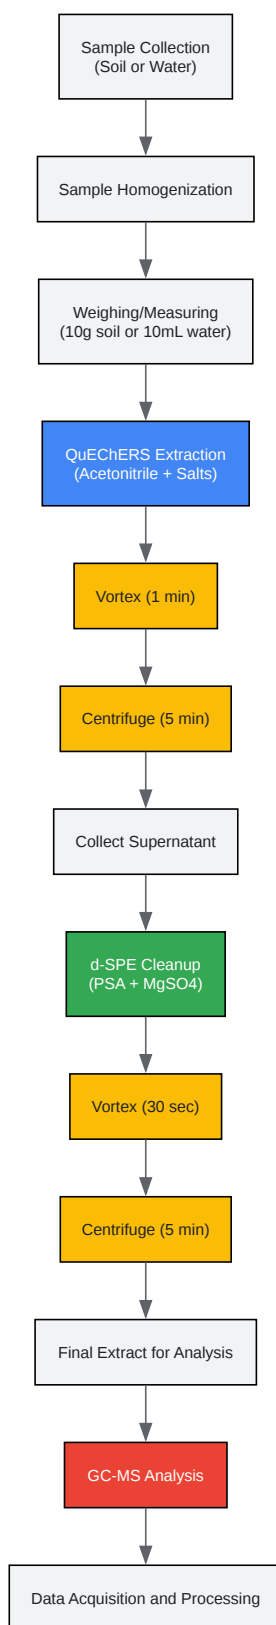 Sample Collection
(Soil or Water)
Sample Homogenization
Weighing/Measuring
(10g soil or 10mL water)
QuEChERS Extraction
(Acetonitrile + Salts)
Vortex (1 min)
Centrifuge (5 min)
Collect Supernatant
d-SPE Cleanup
(PSA + MgSO4)
Vortex (30 sec)
Centrifuge (5 min)
Final Extract for Analysis
GC-MS Analysis
Data Acquisition and Processing